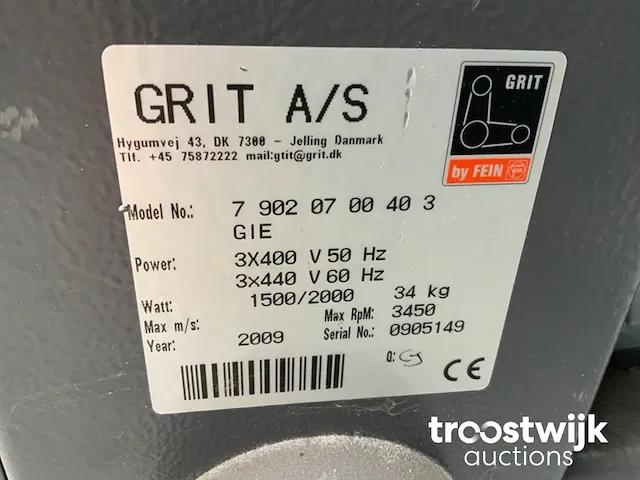 GRIT A/S
Hygumvej 43, DK 7300 - Jelling Danmark
Tlf. +45 75872222 mail:gtit@grit.dk
GRIT
by FEIN
Model No.: 7 902 07 00 40 3
GIE
Power: 3X400 V 50 Hz
3x440 V 60 Hz
Watt: 1500/2000 34 kg
Max m/s: Max RpM: 3450
Year: 2009 Serial No.: 0905149
Q:
CE
troostwijk
auctions